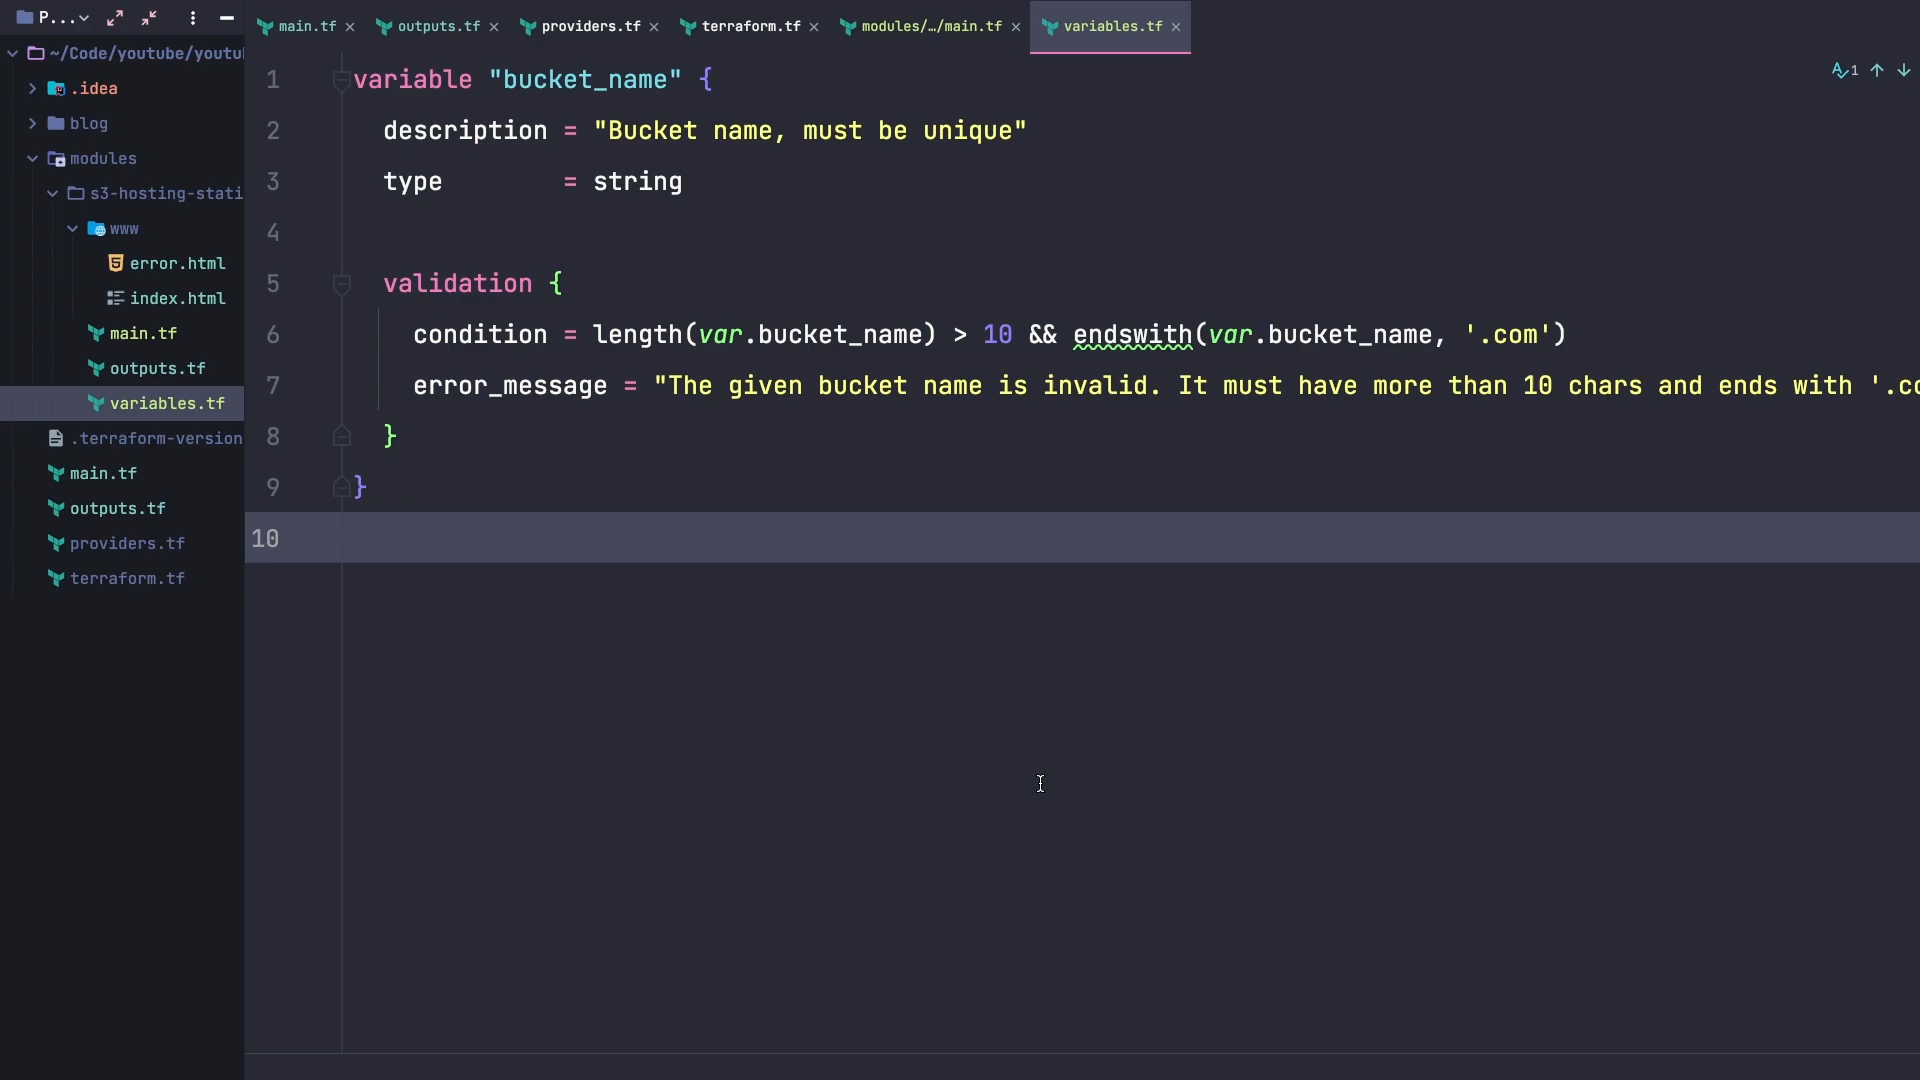 P...
main.tf
outputs.tf
providers.tf
terraform.tf
modules/…/main.tf
variables.tf
~/Code/youtube/youtu
.idea
blog
modules
s3-hosting-stati
www
error.html
index.html
main.tf
outputs.tf
variables.tf
.terraform-version
main.tf
outputs.tf
providers.tf
terraform.tf
1
1 variable "bucket_name" {
2 description = "Bucket name, must be unique"
3 type = string
4
5 validation {
6 condition = length(var.bucket_name) > 10 && endswith(var.bucket_name, '.com')
7 error_message = "The given bucket name is invalid. It must have more than 10 chars and ends with '.co
8 }
9 }
10